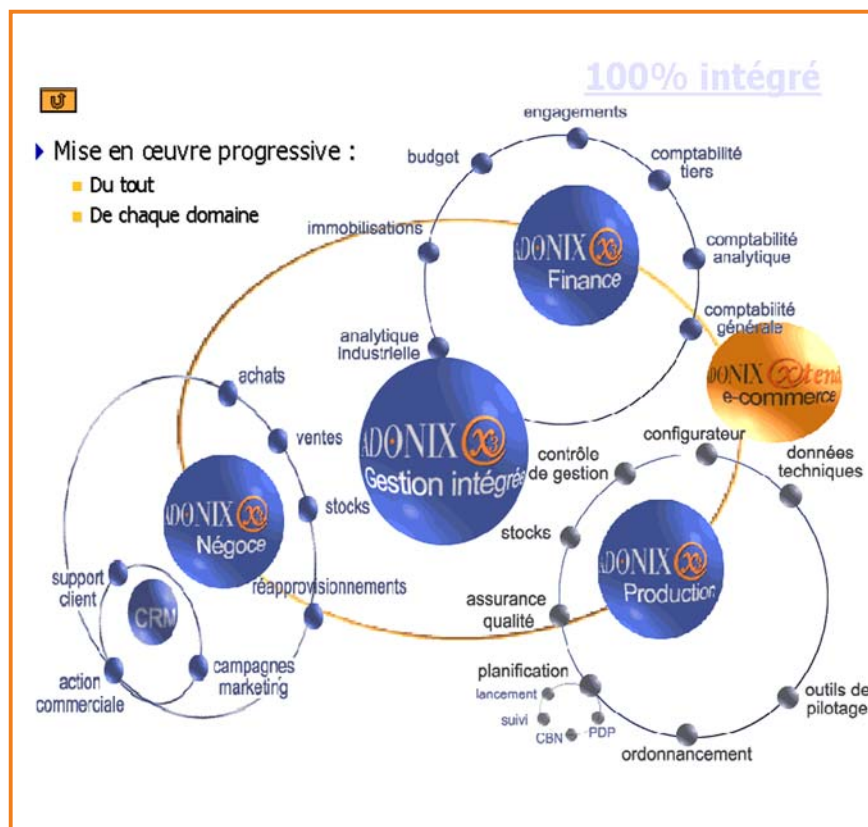 100% intégré
Mise en œuvre progressive :
Du tout
De chaque domaine
engagements
budget
comptabilité
tiers
immobilisations
ADONIX X3
Finance
comptabilité
analytique
comptabilité
générale
analytique
Industrielle
ADONIX Xtend
e-commerce
achats
ventes
stocks
réapprovisionnements
ADONIX X3
Gestion intégrée
ADONIX X3
Négoce
support
client
CRM
action
commerciale
campagnes
marketing
contrôle
de gestion
configurateur
données
techniques
stocks
ADONIX X3
Production
assurance
qualité
planification
lancement
suivi
CBN
PDP
ordonnancement
outils de
pilotage